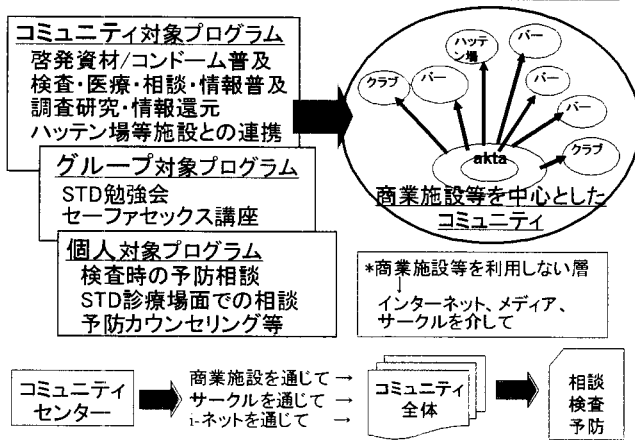 コミュニティ対象プログラム
啓発資材/コンドーム普及
検査・医療・相談・情報普及
調査研究・情報還元
ハッテン場等施設との連携
グループ対象プログラム
STD勉強会
セーファセックス講座
個人対象プログラム
検査時の予防相談
STD診療場面での相談
予防カウンセリング等
クラブ
バー
ハッテン場
バー
バー
バー
クラブ
akta
商業施設等を中心とした
コミュニティ
*商業施設等を利用しない層
↓
インターネット、メディア、
サークルを介して
コミュニティ
センター
商業施設を通じて →
サークルを通じて →
i-ネットを通じて →
コミュニティ
全体
相談
検査
予防